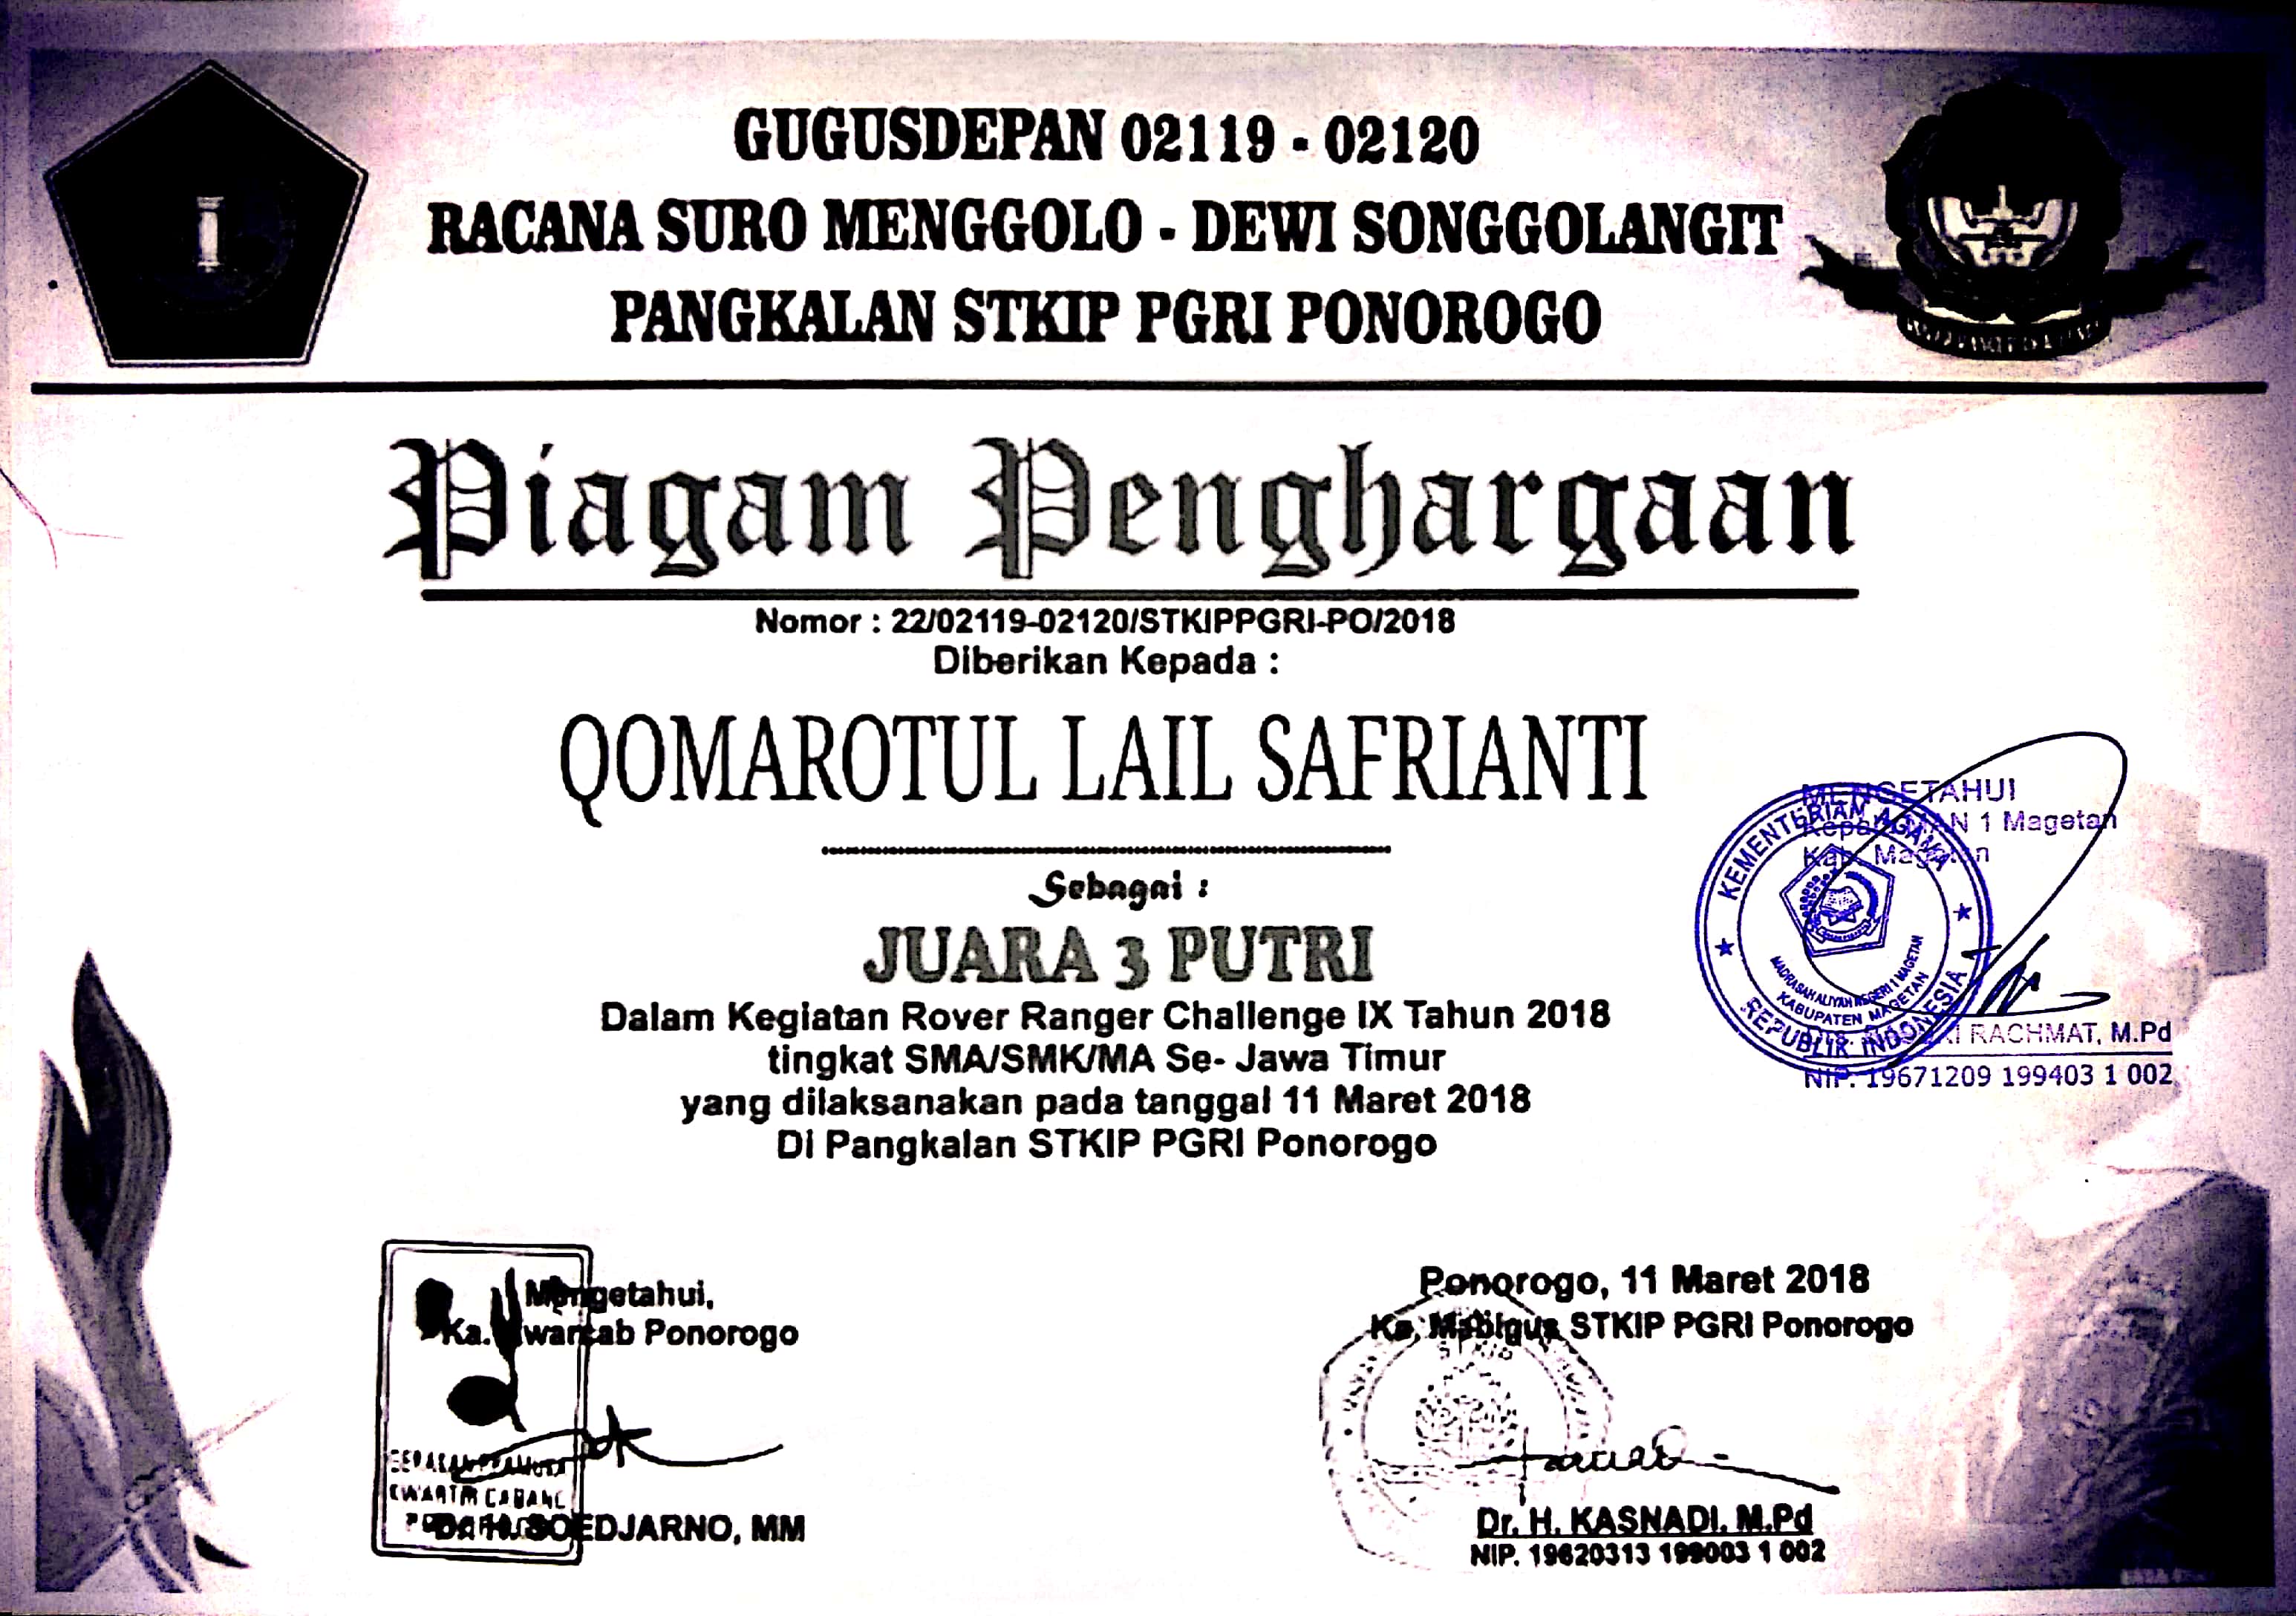 GUGUSDEPAN 02119 - 02120
RACANA SURO MENGGOLO - DEWI SONGGOLANGIT
PANGKALAN STKIP PGRI PONOROGO
Piagam Penghargaan
Nomor : 22/02119-02120/STKIPPGRI-PO/2018
Diberikan Kepada :
QOMAROTUL LAIL SAFRIANTI
Sebagai :
JUARA 3 PUTRI
Dalam Kegiatan Rover Ranger Challenge IX Tahun 2018
tingkat SMA/SMK/MA Se- Jawa Timur
yang dilaksanakan pada tanggal 11 Maret 2018
Di Pangkalan STKIP PGRI Ponorogo
MENGETAHUI
Kepala MAN 1 Magetan
Kab. Magetan
KEMENTERIAN AGAMA
MADRASAH ALIYAH NEGERI 1 MAGETAN
KABUPATEN MAGETAN
REPUBLIK INDONESIA
RACHMAT, M.Pd
NIP. 19671209 199403 1 002
Mengetahui,
Ka. Kwarcab Ponorogo
GERAKAN PRAMUKA
KWARTIR CABANG
SOEDJARNO, MM
Ponorogo, 11 Maret 2018
Ka. Mabigus STKIP PGRI Ponorogo
STKIP
Dr. H. KASNADI, M.Pd
NIP. 19620313 199003 1 002